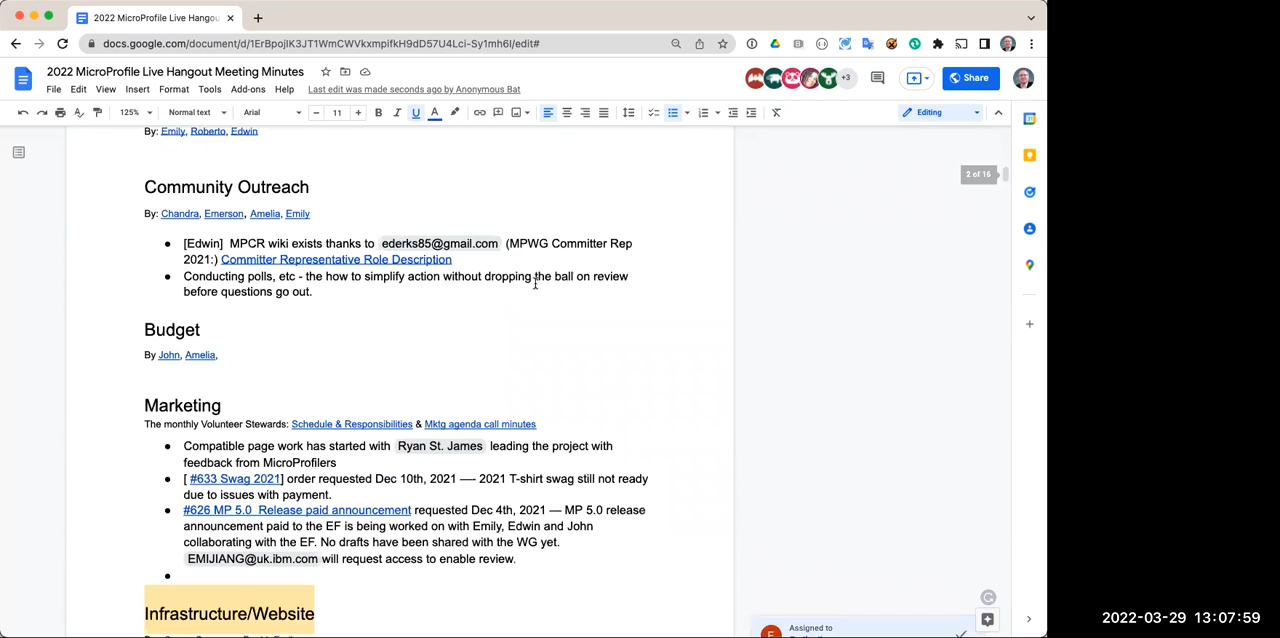 2022 MicroProfile Live Hangou
docs.google.com/document/d/1ErBpojIK3JT1WmCWVkxmpifkH9dD57U4Lci-Sy1mh6I/edit#
2022 MicroProfile Live Hangout Meeting Minutes
File Edit View Insert Format Tools Add-ons Help Last edit was made seconds ago by Anonymous Bat
+3
Share
125% Normal text Arial 11 B I U A Editing
By: Emily, Roberto, Edwin
2 of 16
Community Outreach
By: Chandra, Emerson, Amelia, Emily
● [Edwin] MPCR wiki exists thanks to ederks85@gmail.com (MPWG Committer Rep
2021:) Committer Representative Role Description
● Conducting polls, etc - the how to simplify action without dropping the ball on review
before questions go out.
Budget
By John, Amelia,
Marketing
The monthly Volunteer Stewards: Schedule & Responsibilities & Mktg agenda call minutes
● Compatible page work has started with Ryan St. James leading the project with
feedback from MicroProfilers
● [ #633 Swag 2021] order requested Dec 10th, 2021 —- 2021 T-shirt swag still not ready
due to issues with payment.
● #626 MP 5.0 Release paid announcement requested Dec 4th, 2021 — MP 5.0 release
announcement paid to the EF is being worked on with Emily, Edwin and John
collaborating with the EF. No drafts have been shared with the WG yet.
EMIJIANG@uk.ibm.com will request access to enable review.
●
Infrastructure/Website
Assigned to
2022-03-29 13:07:59